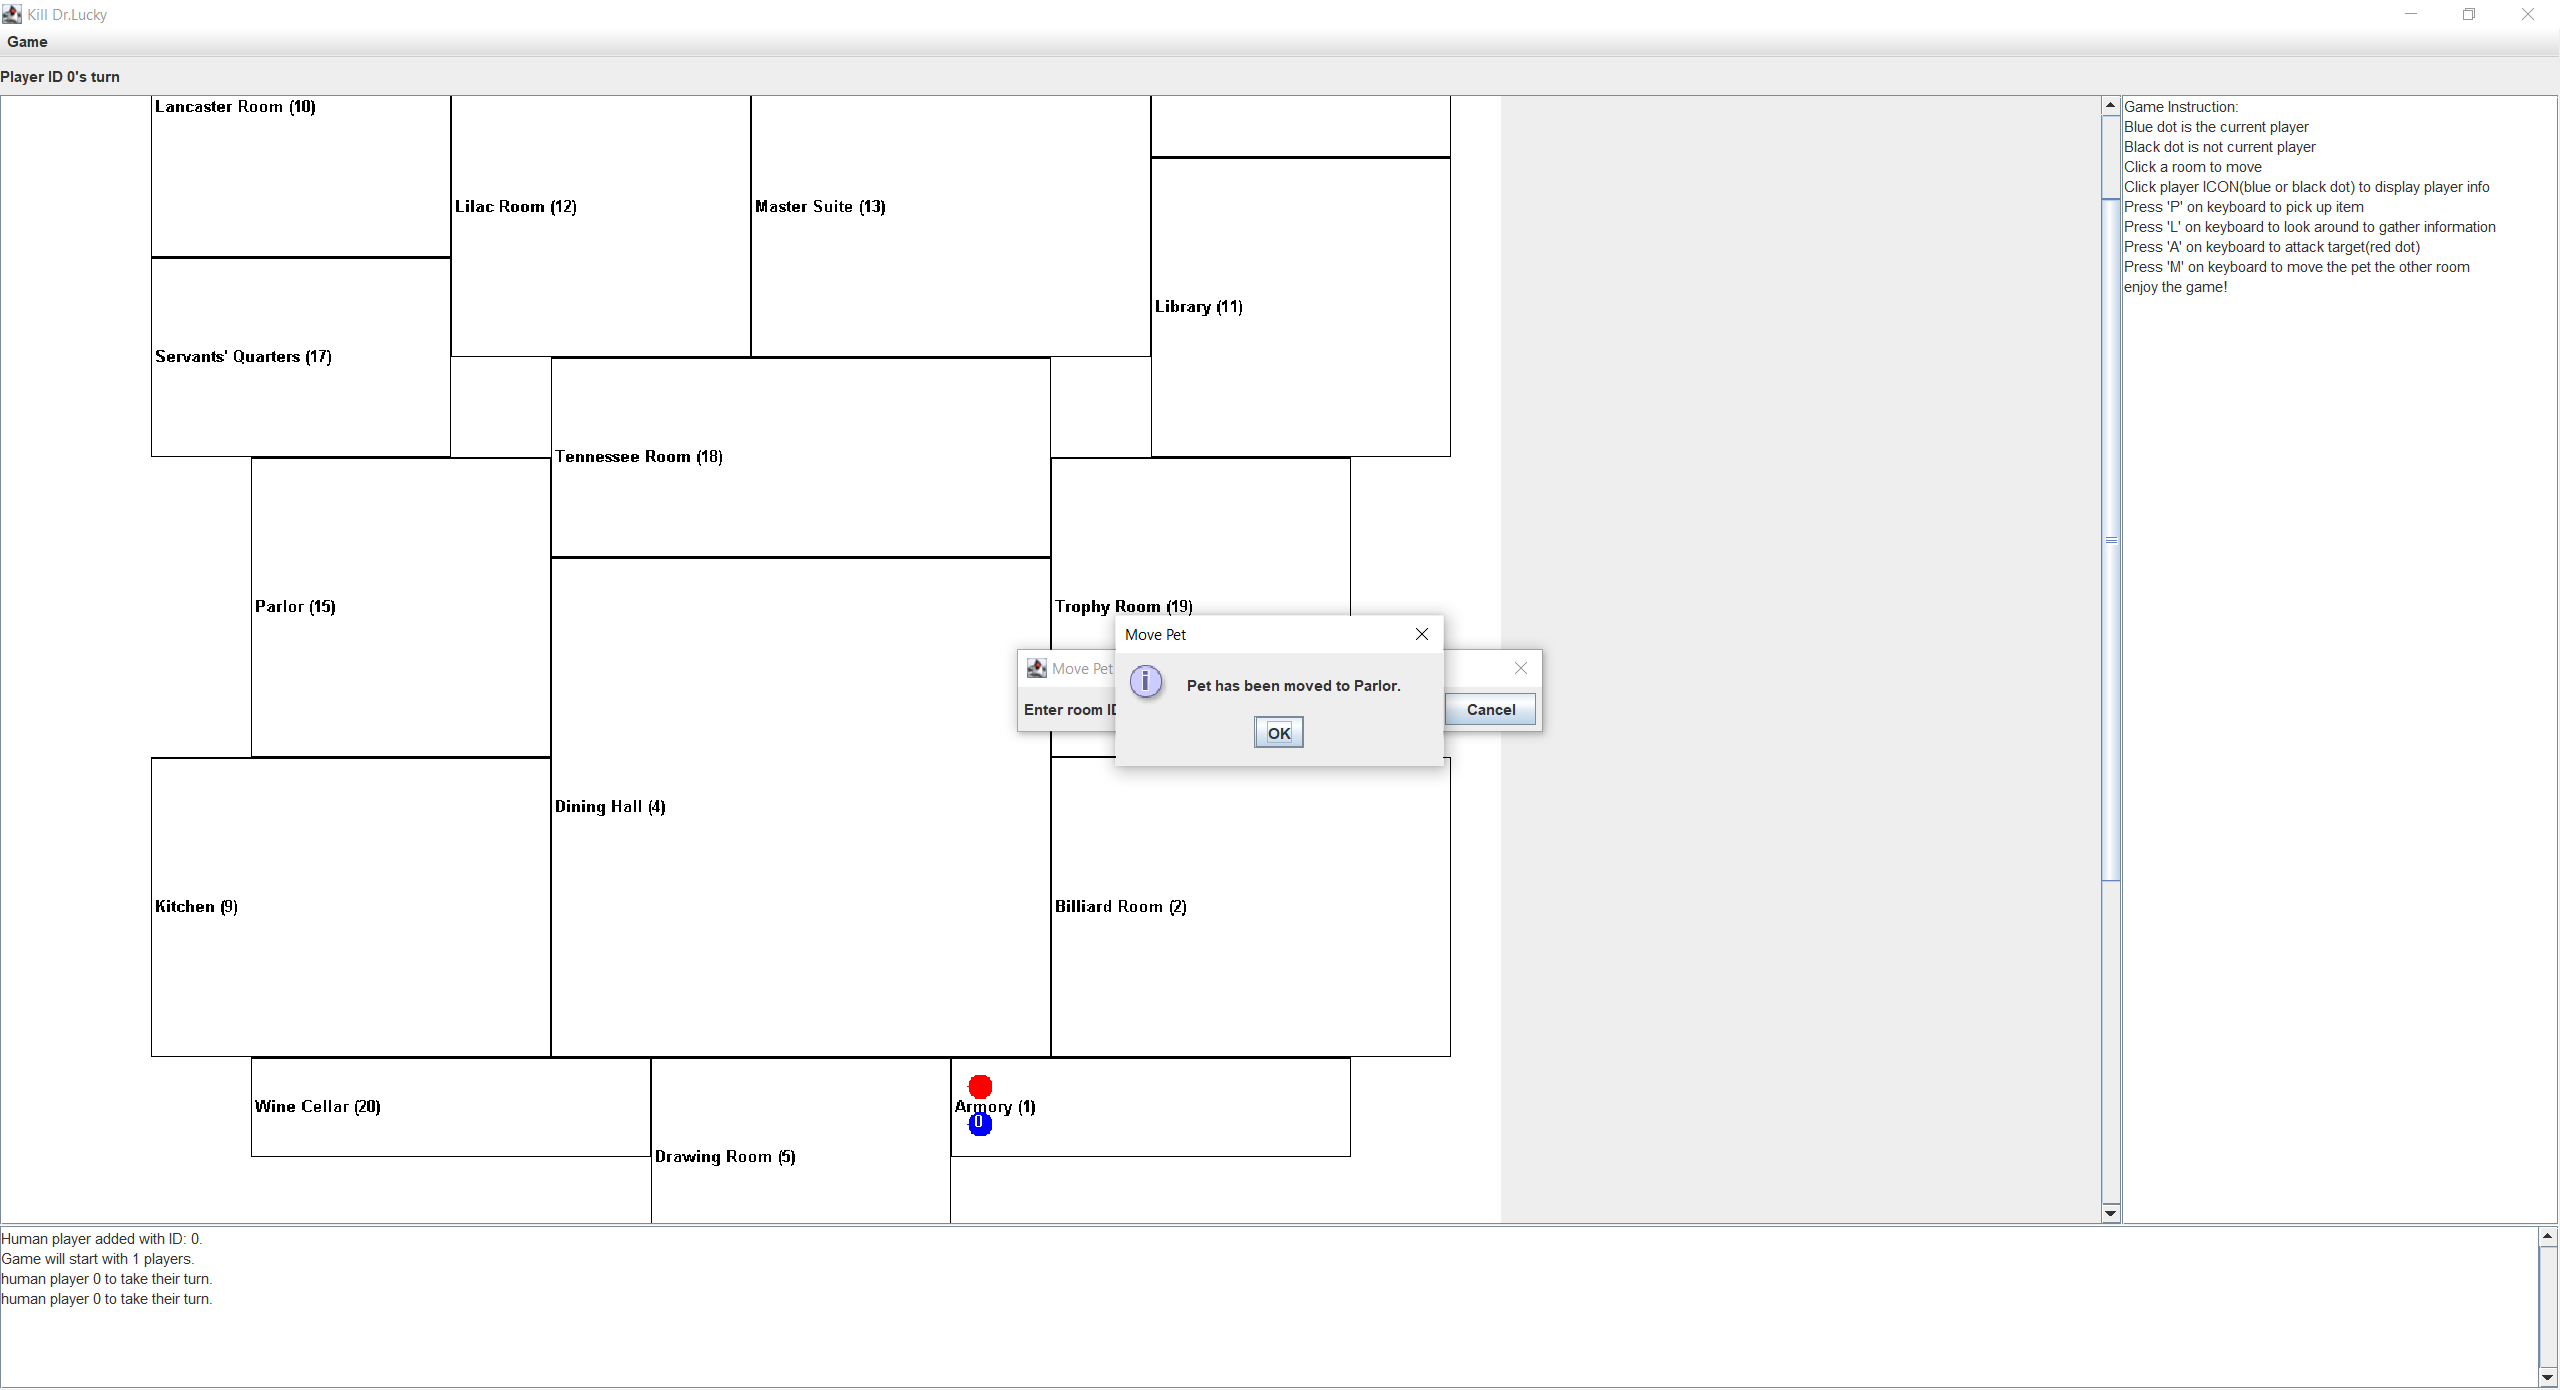 Kill Dr.Lucky
Game
Player ID 0's turn
Lancaster Room (10)
Lilac Room (12)
Master Suite (13)
Library (11)
Servants' Quarters (17)
Tennessee Room (18)
Parlor (15)
Trophy Room (19)
Move Pet
Move Pet
Enter room ID
Pet has been moved to Parlor.
OK
Cancel
Dining Hall (4)
Kitchen (9)
Billiard Room (2)
Wine Cellar (20)
Armory (1)
0
Drawing Room (5)
Game Instruction:
Blue dot is the current player
Black dot is not current player
Click a room to move
Click player ICON(blue or black dot) to display player info
Press 'P' on keyboard to pick up item
Press 'L' on keyboard to look around to gather information
Press 'A' on keyboard to attack target(red dot)
Press 'M' on keyboard to move the pet the other room
enjoy the game!
Human player added with ID: 0.
Game will start with 1 players.
human player 0 to take their turn.
human player 0 to take their turn.